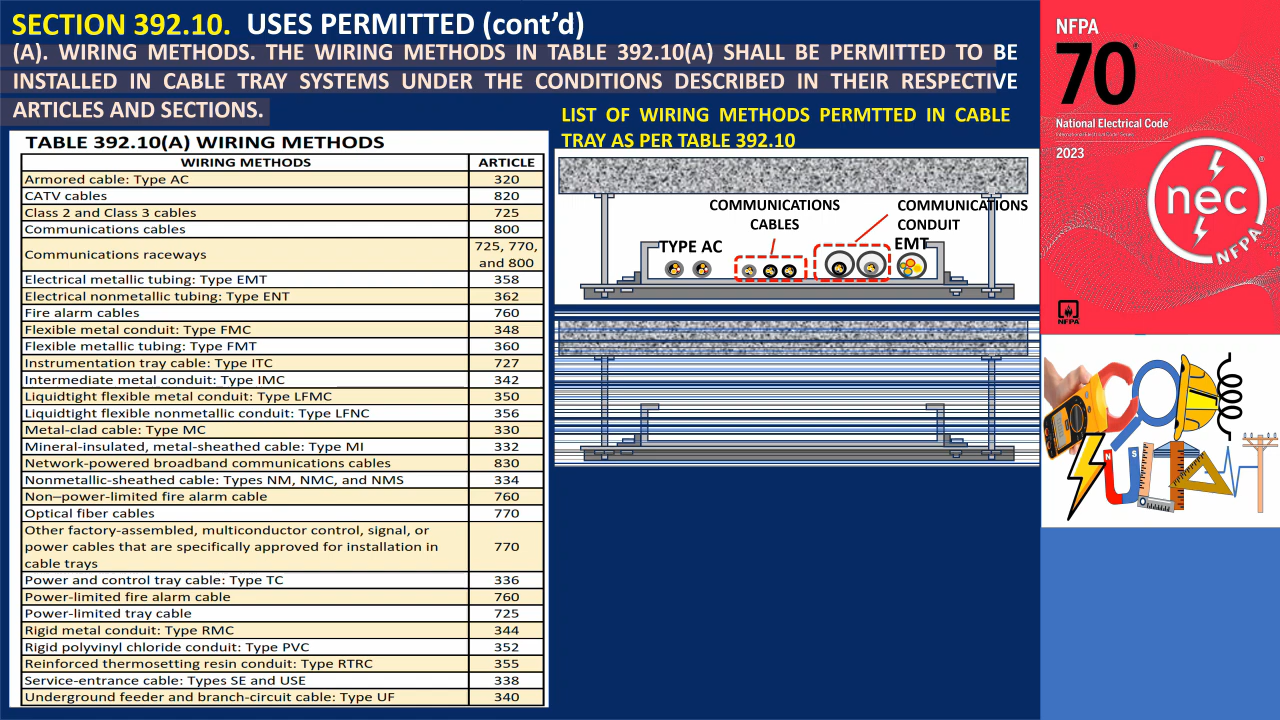 SECTION 392.10. USES PERMITTED (cont’d)
(A). WIRING METHODS. THE WIRING METHODS IN TABLE 392.10(A) SHALL BE PERMITTED TO BE
INSTALLED IN CABLE TRAY SYSTEMS UNDER THE CONDITIONS DESCRIBED IN THEIR RESPECTIVE
ARTICLES AND SECTIONS.
TABLE 392.10(A) WIRING METHODS
WIRING METHODS ARTICLE
Armored cable: Type AC 320
CATV cables 820
Class 2 and Class 3 cables 725
Communications cables 800
Communications raceways 725, 770,
and 800
Electrical metallic tubing: Type EMT 358
Electrical nonmetallic tubing: Type ENT 362
Fire alarm cables 760
Flexible metal conduit: Type FMC 348
Flexible metallic tubing: Type FMT 360
Instrumentation tray cable: Type ITC 727
Intermediate metal conduit: Type IMC 342
Liquidtight flexible metal conduit: Type LFMC 350
Liquidtight flexible nonmetallic conduit: Type LFNC 356
Metal-clad cable: Type MC 330
Mineral-insulated, metal-sheathed cable: Type MI 332
Network-powered broadband communications cables 830
Nonmetallic-sheathed cable: Types NM, NMC, and NMS 334
Non–power-limited fire alarm cable 760
Optical fiber cables 770
Other factory-assembled, multiconductor control, signal, or
power cables that are specifically approved for installation in 770
cable trays
Power and control tray cable: Type TC 336
Power-limited fire alarm cable 760
Power-limited tray cable 725
Rigid metal conduit: Type RMC 344
Rigid polyvinyl chloride conduit: Type PVC 352
Reinforced thermosetting resin conduit: Type RTRC 355
Service-entrance cable: Types SE and USE 338
Underground feeder and branch-circuit cable: Type UF 340
LIST OF WIRING METHODS PERMTTED IN CABLE
TRAY AS PER TABLE 392.10
COMMUNICATIONS
CABLES
COMMUNICATIONS
CONDUIT
TYPE AC
EMT
NFPA
70®
National Electrical Code®
International Electrical Code® Series
2023
nec®
NFPA
NFPA
N S